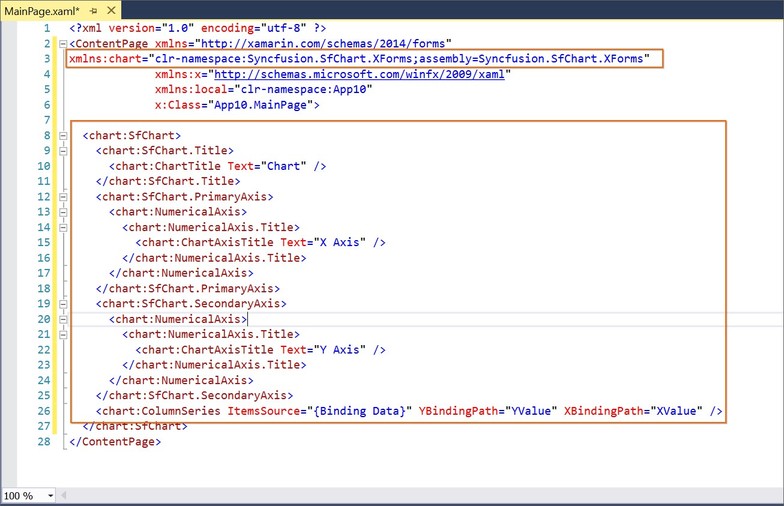 MainPage.xaml*
1 <?xml version="1.0" encoding="utf-8" ?>
2 <ContentPage xmlns="http://xamarin.com/schemas/2014/forms"
3 xmlns:chart="clr-namespace:Syncfusion.SfChart.XForms;assembly=Syncfusion.SfChart.XForms"
4 xmlns:x="http://schemas.microsoft.com/winfx/2009/xaml"
5 xmlns:local="clr-namespace:App10"
6 x:Class="App10.MainPage">
7
8 <chart:SfChart>
9 <chart:SfChart.Title>
10 <chart:ChartTitle Text="Chart" />
11 </chart:SfChart.Title>
12 <chart:SfChart.PrimaryAxis>
13 <chart:NumericalAxis>
14 <chart:NumericalAxis.Title>
15 <chart:ChartAxisTitle Text="X Axis" />
16 </chart:NumericalAxis.Title>
17 </chart:NumericalAxis>
18 </chart:SfChart.PrimaryAxis>
19 <chart:SfChart.SecondaryAxis>
20 <chart:NumericalAxis>
21 <chart:NumericalAxis.Title>
22 <chart:ChartAxisTitle Text="Y Axis" />
23 </chart:NumericalAxis.Title>
24 </chart:NumericalAxis>
25 </chart:SfChart.SecondaryAxis>
26 <chart:ColumnSeries ItemsSource="{Binding Data}" YBindingPath="YValue" XBindingPath="XValue" />
27 </chart:SfChart>
28 </ContentPage>
100 %